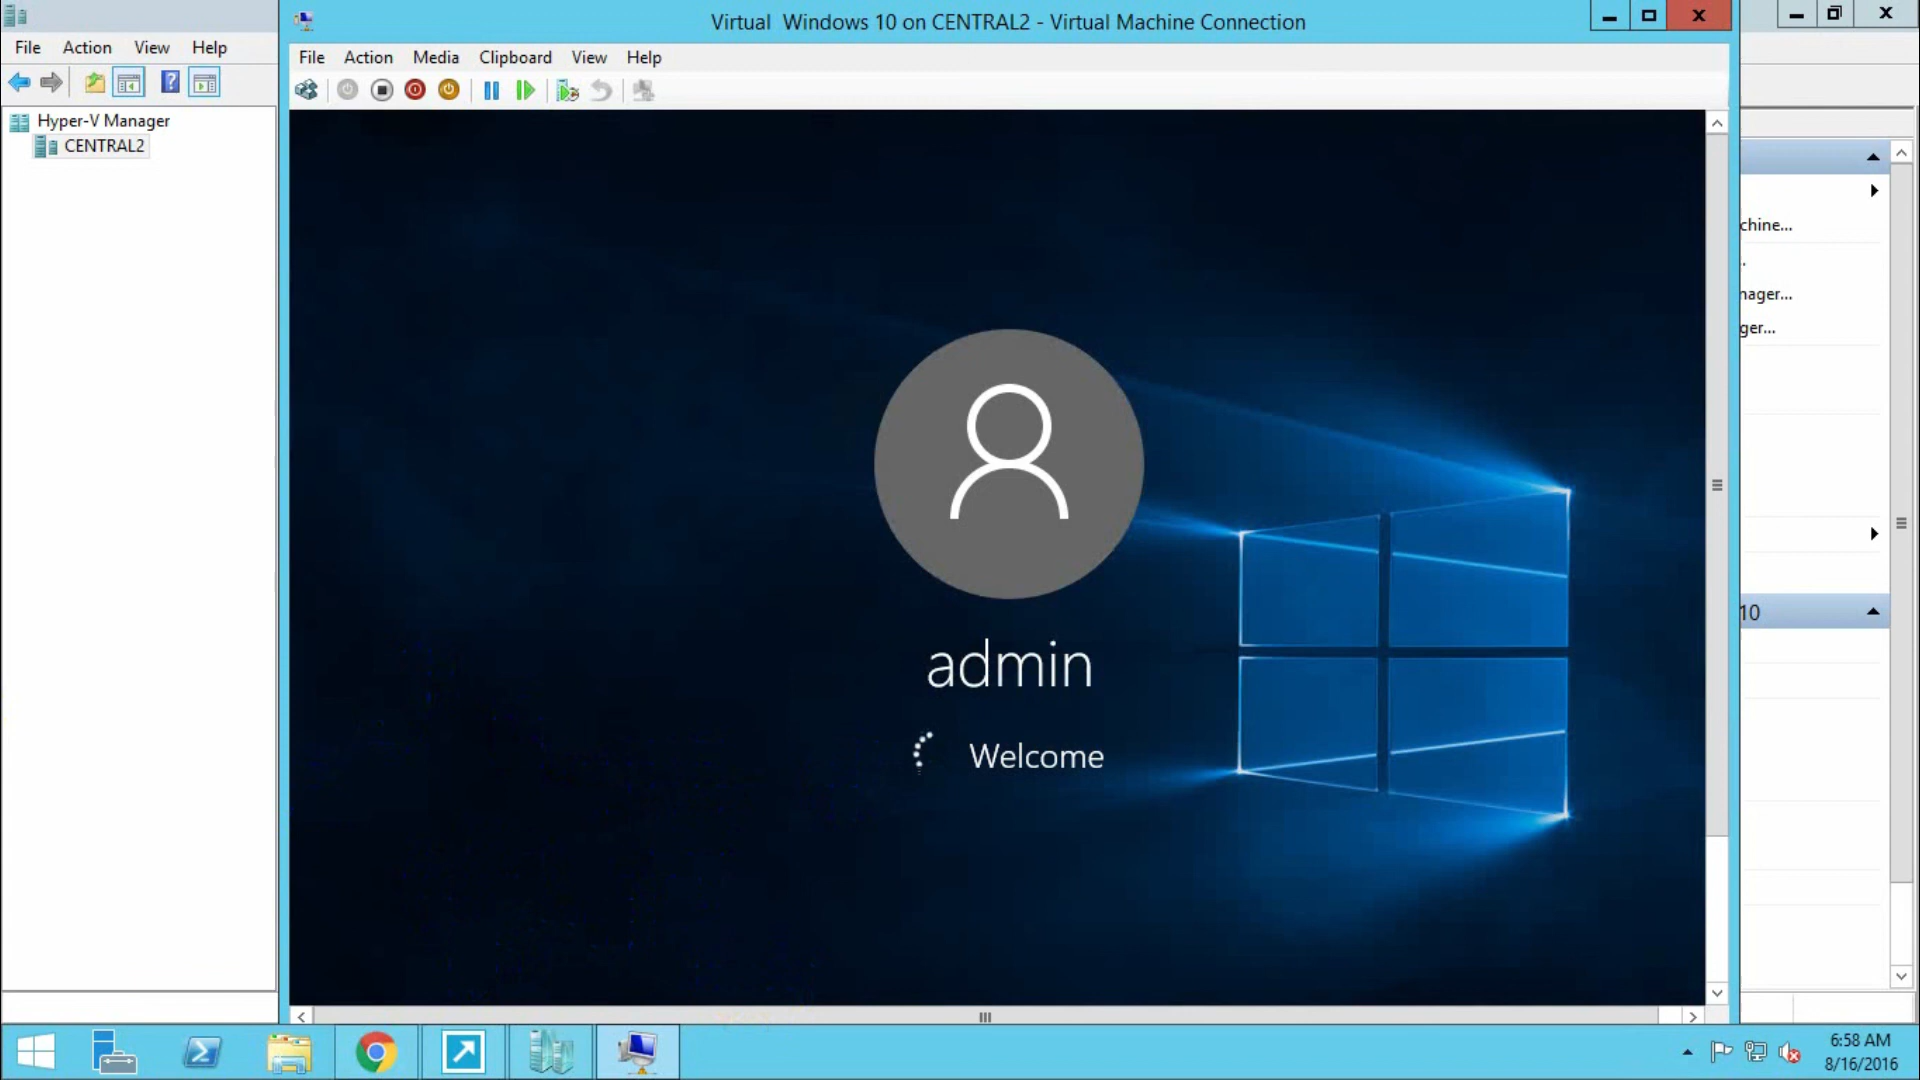 Virtual  Windows 10 on CENTRAL2 - Virtual Machine Connection
File Action View Help
File Action Media Clipboard View Help
Hyper-V Manager
CENTRAL2
chine...
nager...
ger...
10
admin
Welcome
6:58 AM
8/16/2016